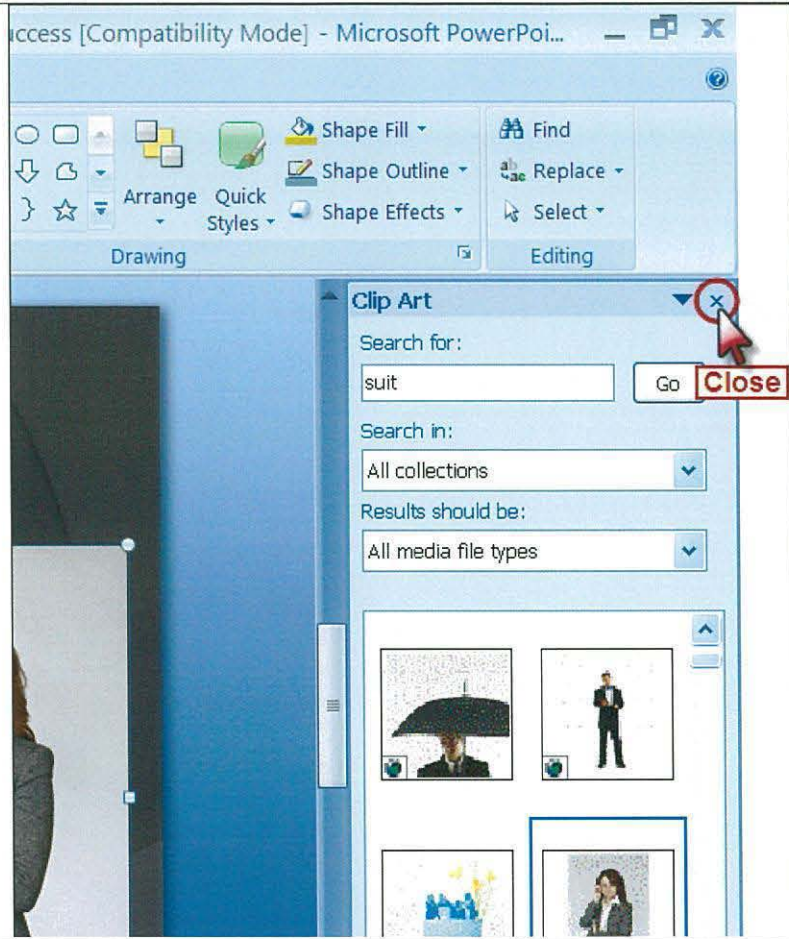 uccess [Compatibility Mode] - Microsoft PowerPoi...
Shape Fill
Find
Shape Outline
Replace
Arrange
Quick Styles
Shape Effects
Select
Drawing
Editing
Clip Art
Search for:
suit
Go
Close
Search in:
All collections
Results should be:
All media file types